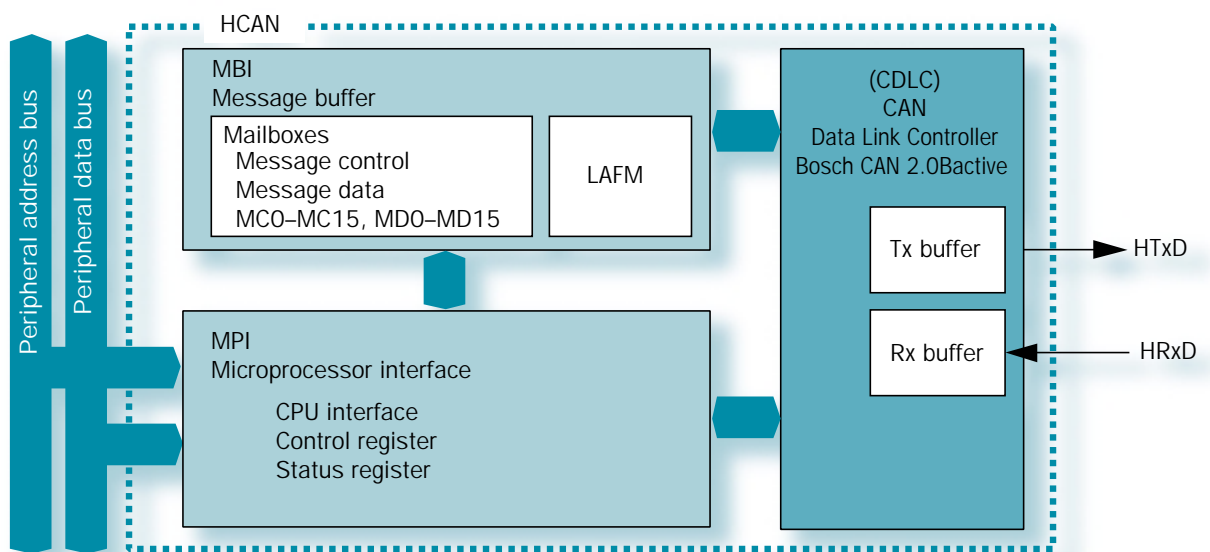 HCAN
Peripheral address bus
Peripheral data bus
MBI
Message buffer
Mailboxes
Message control
Message data
MC0–MC15, MD0–MD15
LAFM
(CDLC)
CAN
Data Link Controller
Bosch CAN 2.0Bactive
Tx buffer
HTxD
Rx buffer
HRxD
MPI
Microprocessor interface
CPU interface
Control register
Status register